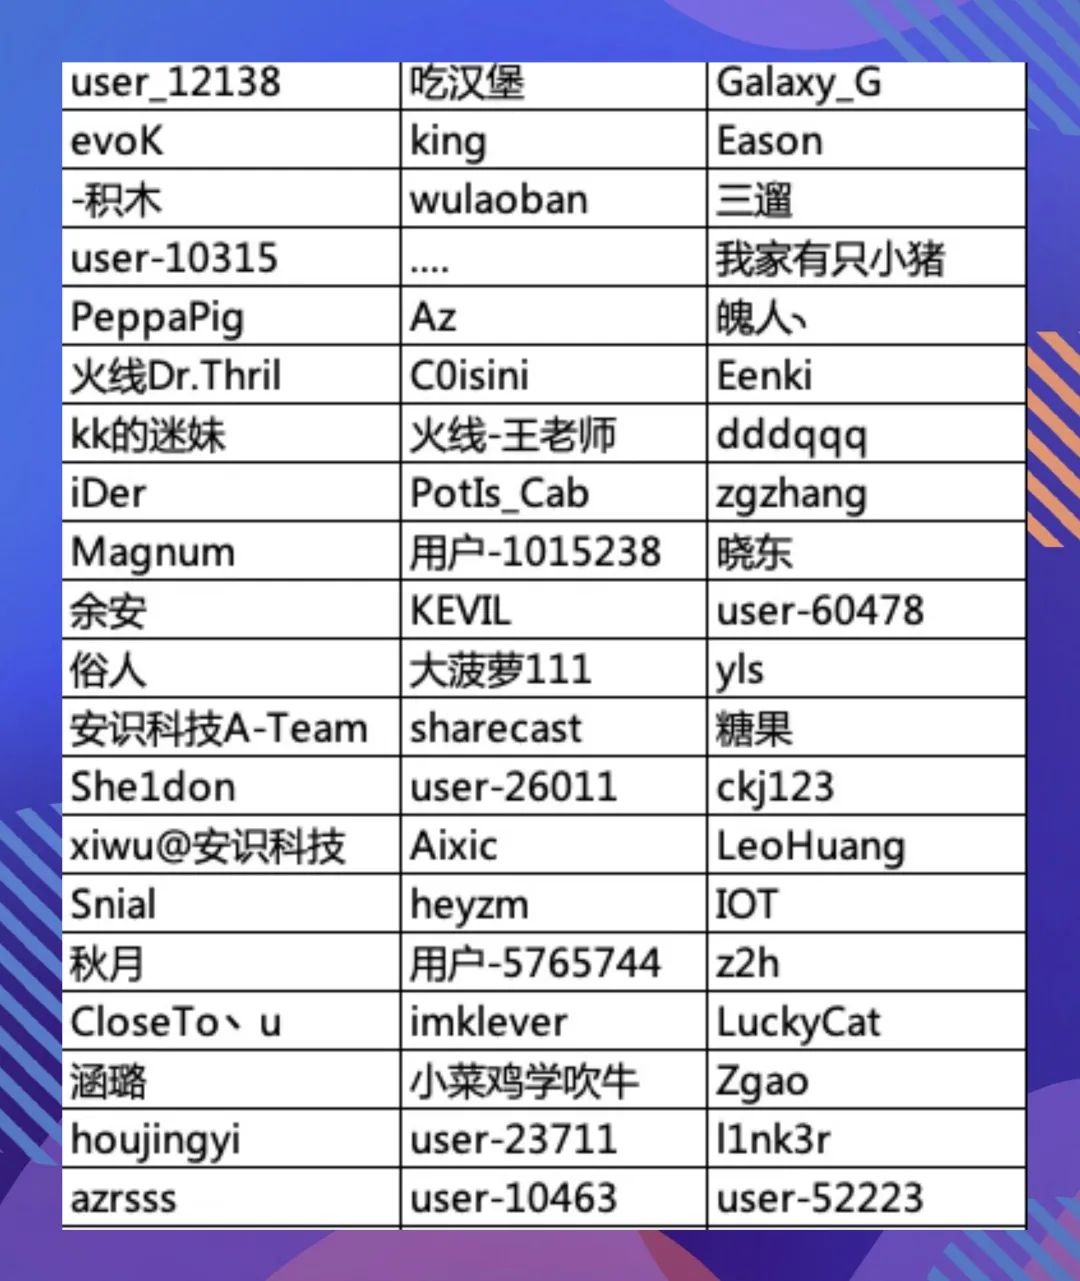 user_12138 吃汉堡 Galaxy_G
evoK king Eason
-积木 wulaoban 三遛
user-10315 .... 我家有只小猪
PeppaPig Az 魄人丶
火线Dr.Thril C0isini Eenki
kk的迷妹 火线-王老师 dddqqq
iDer PotIs_Cab zgzhang
Magnum 用户-1015238 晓东
余安 KEVIL user-60478
俗人 大菠萝111 yls
安识科技A-Team sharecast 糖果
She1don user-26011 ckj123
xiwu@安识科技 Aixic LeoHuang
Snial heyzm IOT
秋月 用户-5765744 z2h
CloseTo丶u imklever LuckyCat
涵璐 小菜鸡学吹牛 Zgao
houjingyi user-23711 l1nk3r
azrsss user-10463 user-52223